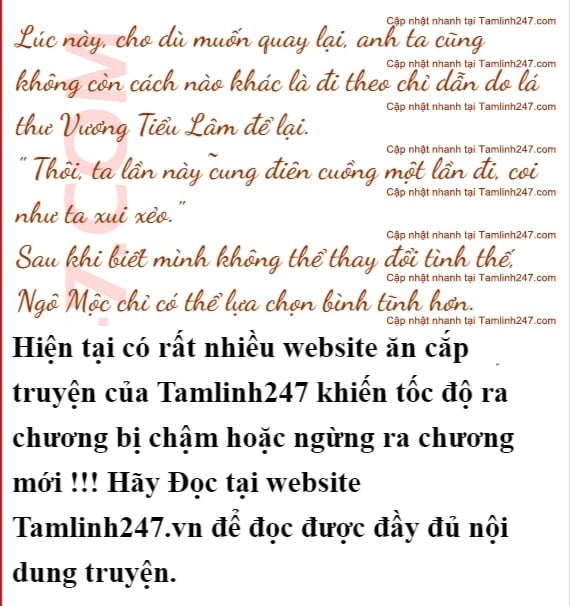 Cập nhật nhanh tại Tamlinh247.com
Lúc này, cho dù muốn quay lại, anh ta cũng
Cập nhật nhanh tại Tamlinh247.com
không còn cách nào khác là đi theo chỉ dẫn do lá
Cập nhật nhanh tại Tamlinh247.com
thư Vương Tiểu Lâm để lại.
Cập nhật nhanh tại Tamlinh247.com
" Thôi, ta lần này cũng điên cuồng một lần đi, coi
Cập nhật nhanh tại Tamlinh247.com
như ta xui xẻo."
Cập nhật nhanh tại Tamlinh247.com
Sau khi biết mình không thể thay đổi tình thế,
Cập nhật nhanh tại Tamlinh247.com
Ngô Mộc chỉ có thể lựa chọn bình tĩnh hơn.
Cập nhật nhanh tại Tamlinh247.com
7.COM
Hiện tại có rất nhiều website ăn cắp
truyện của Tamlinh247 khiến tốc độ ra
chương bị chậm hoặc ngừng ra chương
mới !!! Hãy Đọc tại website
Tamlinh247.vn để đọc được đầy đủ nội
dung truyện.